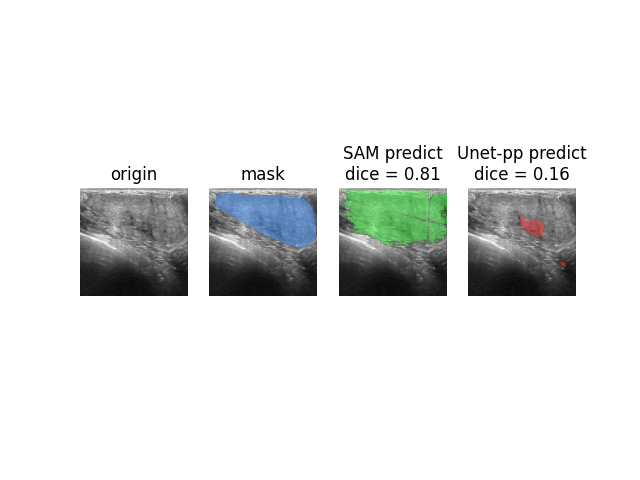 origin
mask
SAM predict
dice = 0.81
Unet-pp predict
dice = 0.16